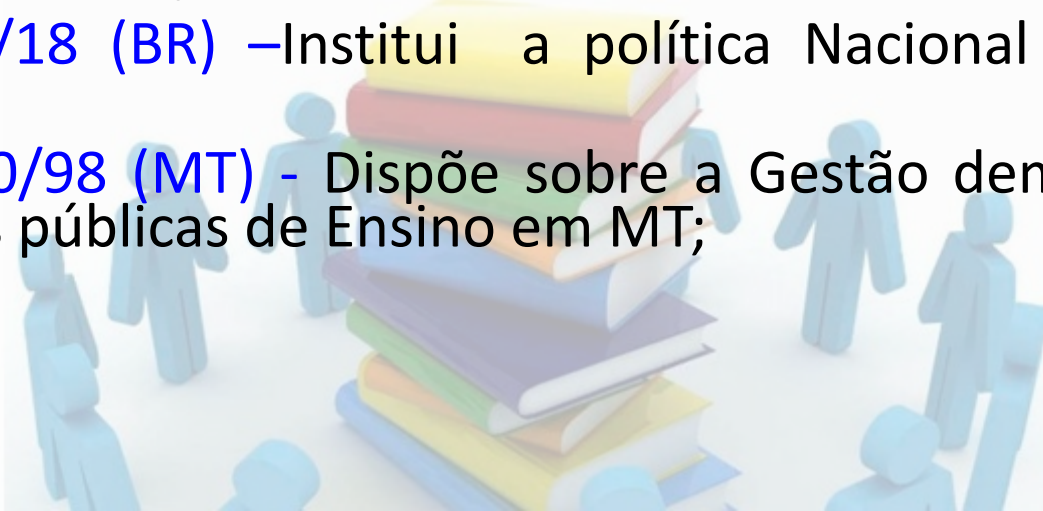 /18 (BR) –Institui a política Nacional
0/98 (MT) - Dispõe sobre a Gestão den
públicas de Ensino em MT;